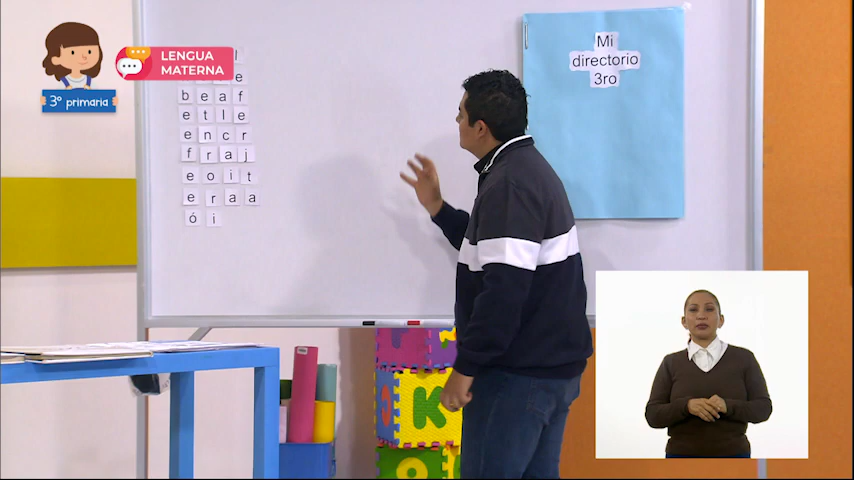 LENGUA
MATERNA
3° primaria
e
b e a f
e t l e
e n c r
f r a j
e o i t
e r a a
ó i
Mi
directorio
3ro
K